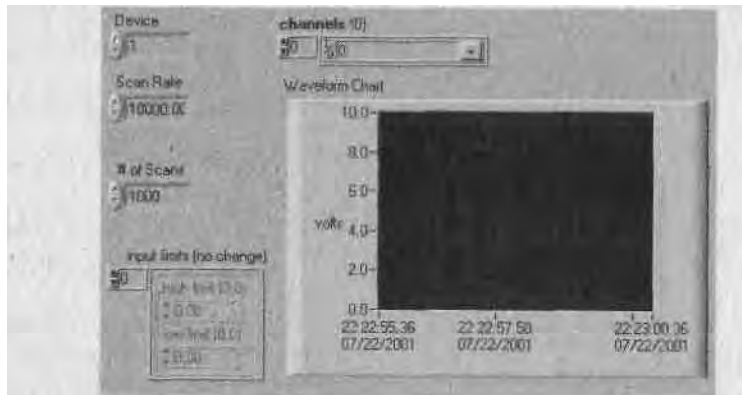 Device
1
channels (0)
0
0
Scan Rate
10000.00
Waveform Chart
10.0
8.0
6.0
volts
4.0
2.0
0.0
22:22:55.36
07/22/2001
22:22:57.50
07/22/2001
22:23:00.36
07/22/2001
# of Scans
1000
input limits (no change)
0
high limit (0.0)
0.00
low limit (0.0)
0.00